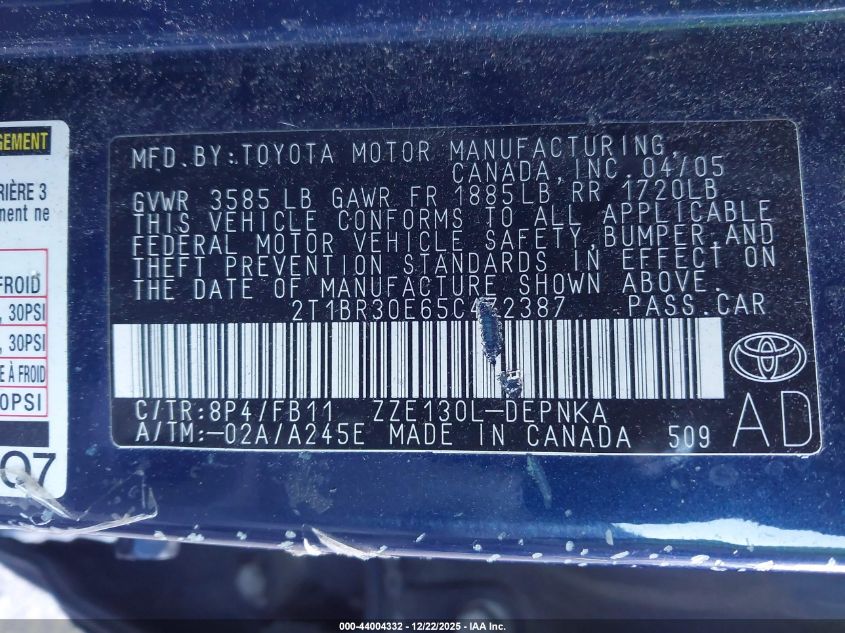 GEMENT
RIÈRE 3
ment ne
FROID
, 30PSI
, 30PSI
E À FROID
0PSI
Q7
MFD. BY: TOYOTA MOTOR MANUFACTURING,
CANADA, INC. 04/05
GVWR 3585 LB GAWR FR 1885LB RR 1720LB
THIS VEHICLE CONFORMS TO ALL APPLICABLE
FEDERAL MOTOR VEHICLE SAFETY, BUMPER, AND
THEFT PREVENTION STANDARDS IN EFFECT ON
THE DATE OF MANUFACTURE SHOWN ABOVE.
2T1BR30E65C472387 PASS.CAR
C/TR:8P4/FB11 ZZE130L-DEPNKA
A/TM:-02A/A245E MADE IN CANADA 509
AD
000-44004332 - 12/22/2025 - IAA Inc.